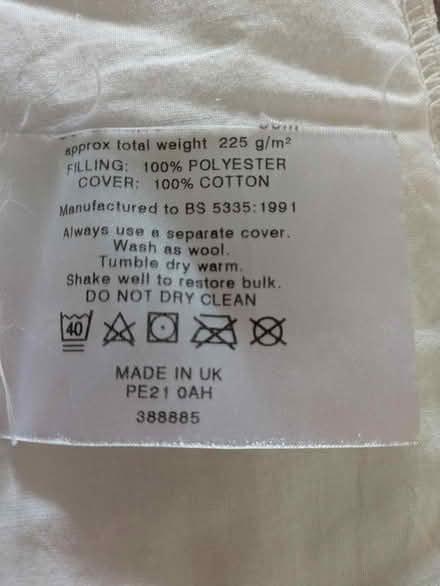 approx total weight 225 g/m²
FILLING: 100% POLYESTER
COVER: 100% COTTON
Manufactured to BS 5335:1991
Always use a separate cover.
Wash as wool.
Tumble dry warm.
Shake well to restore bulk.
DO NOT DRY CLEAN
40
MADE IN UK
PE21 0AH
388885